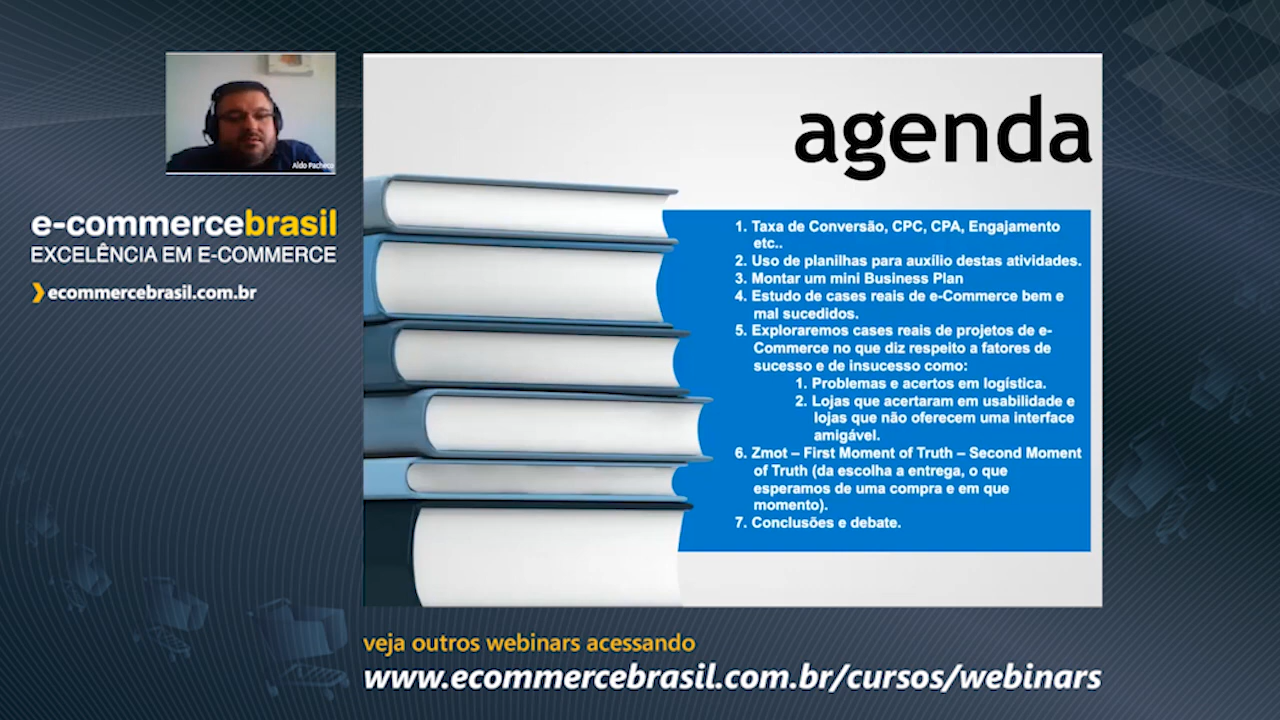 Aldo Pacheco
e-commercebrasil
EXCELÊNCIA EM E-COMMERCE
ecommercebrasil.com.br
agenda
1. Taxa de Conversão, CPC, CPA, Engajamento
etc..
2. Uso de planilhas para auxílio destas atividades.
3. Montar um mini Business Plan
4. Estudo de cases reais de e-Commerce bem e
mal sucedidos.
5. Exploraremos cases reais de projetos de e-
Commerce no que diz respeito a fatores de
sucesso e de insucesso como:
1. Problemas e acertos em logística.
2. Lojas que acertaram em usabilidade e
lojas que não oferecem uma interface
amigável.
6. Zmot – First Moment of Truth – Second Moment
of Truth (da escolha a entrega, o que
esperamos de uma compra e em que
momento).
7. Conclusões e debate.
veja outros webinars acessando
www.ecommercebrasil.com.br/cursos/webinars